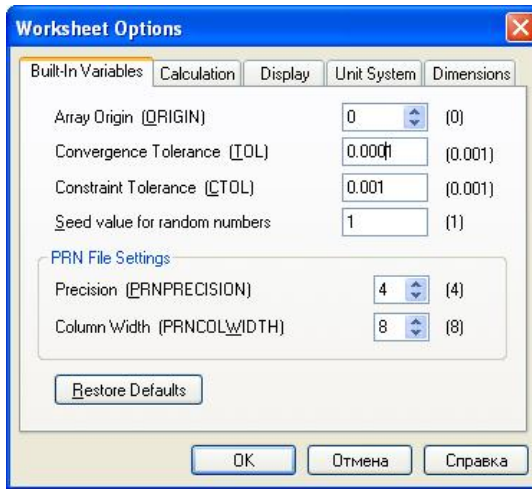 Worksheet Options
Built-In Variables Calculation Display Unit System Dimensions
Array Origin (ORIGIN) 0 (0)
Convergence Tolerance (TOL) 0.0001 (0.001)
Constraint Tolerance (CTOL) 0.001 (0.001)
Seed value for random numbers 1 (1)
PRN File Settings
Precision (PRNPRECISION) 4 (4)
Column Width (PRNCOLWIDTH) 8 (8)
Restore Defaults
OK Отмена Справка